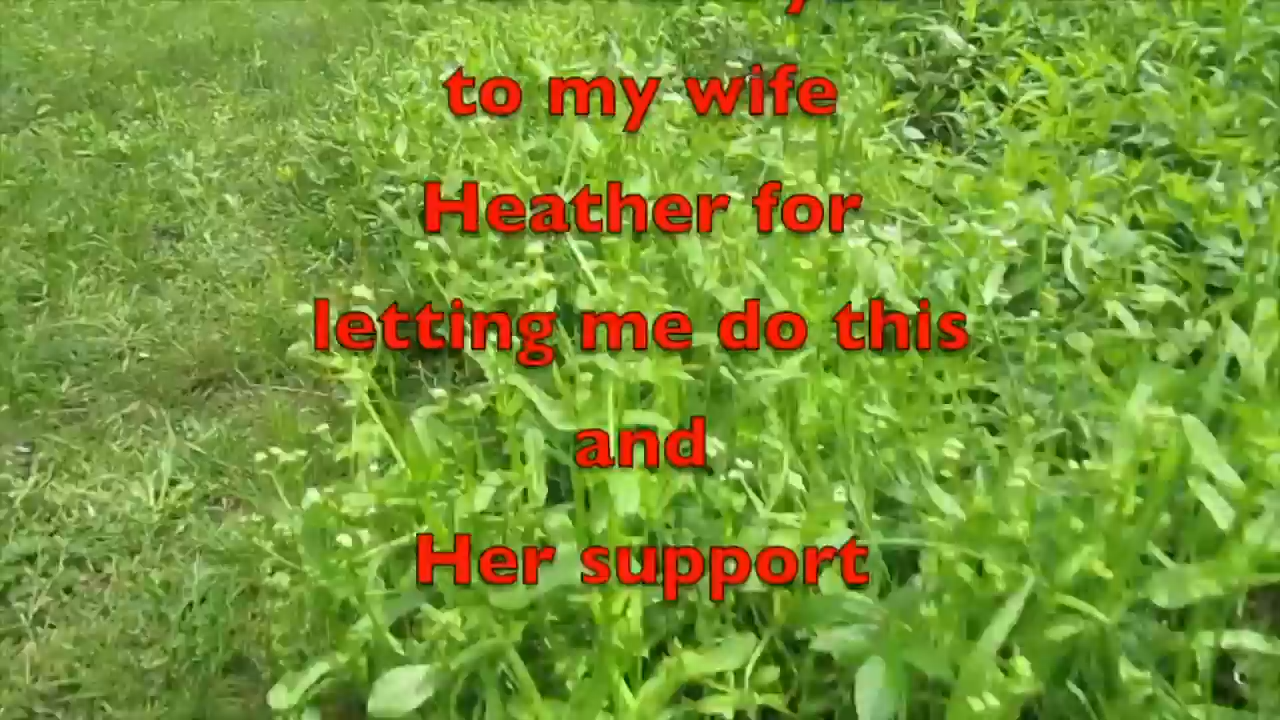 to my wife
Heather for
letting me do this
and
Her support